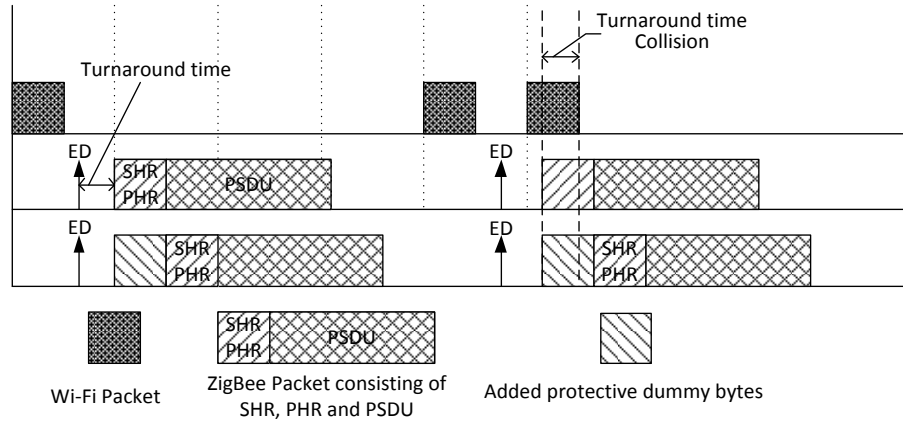 Turnaround time
Collision
Turnaround time
ED
SHR
PHR
PSDU
ED
ED
SHR
PHR
ED
SHR
PHR
SHR
PHR
PSDU
Wi-Fi Packet
ZigBee Packet consisting of
SHR, PHR and PSDU
Added protective dummy bytes